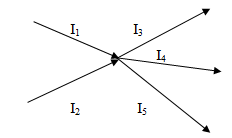 I₁ I₃
I₄
I₂ I₅